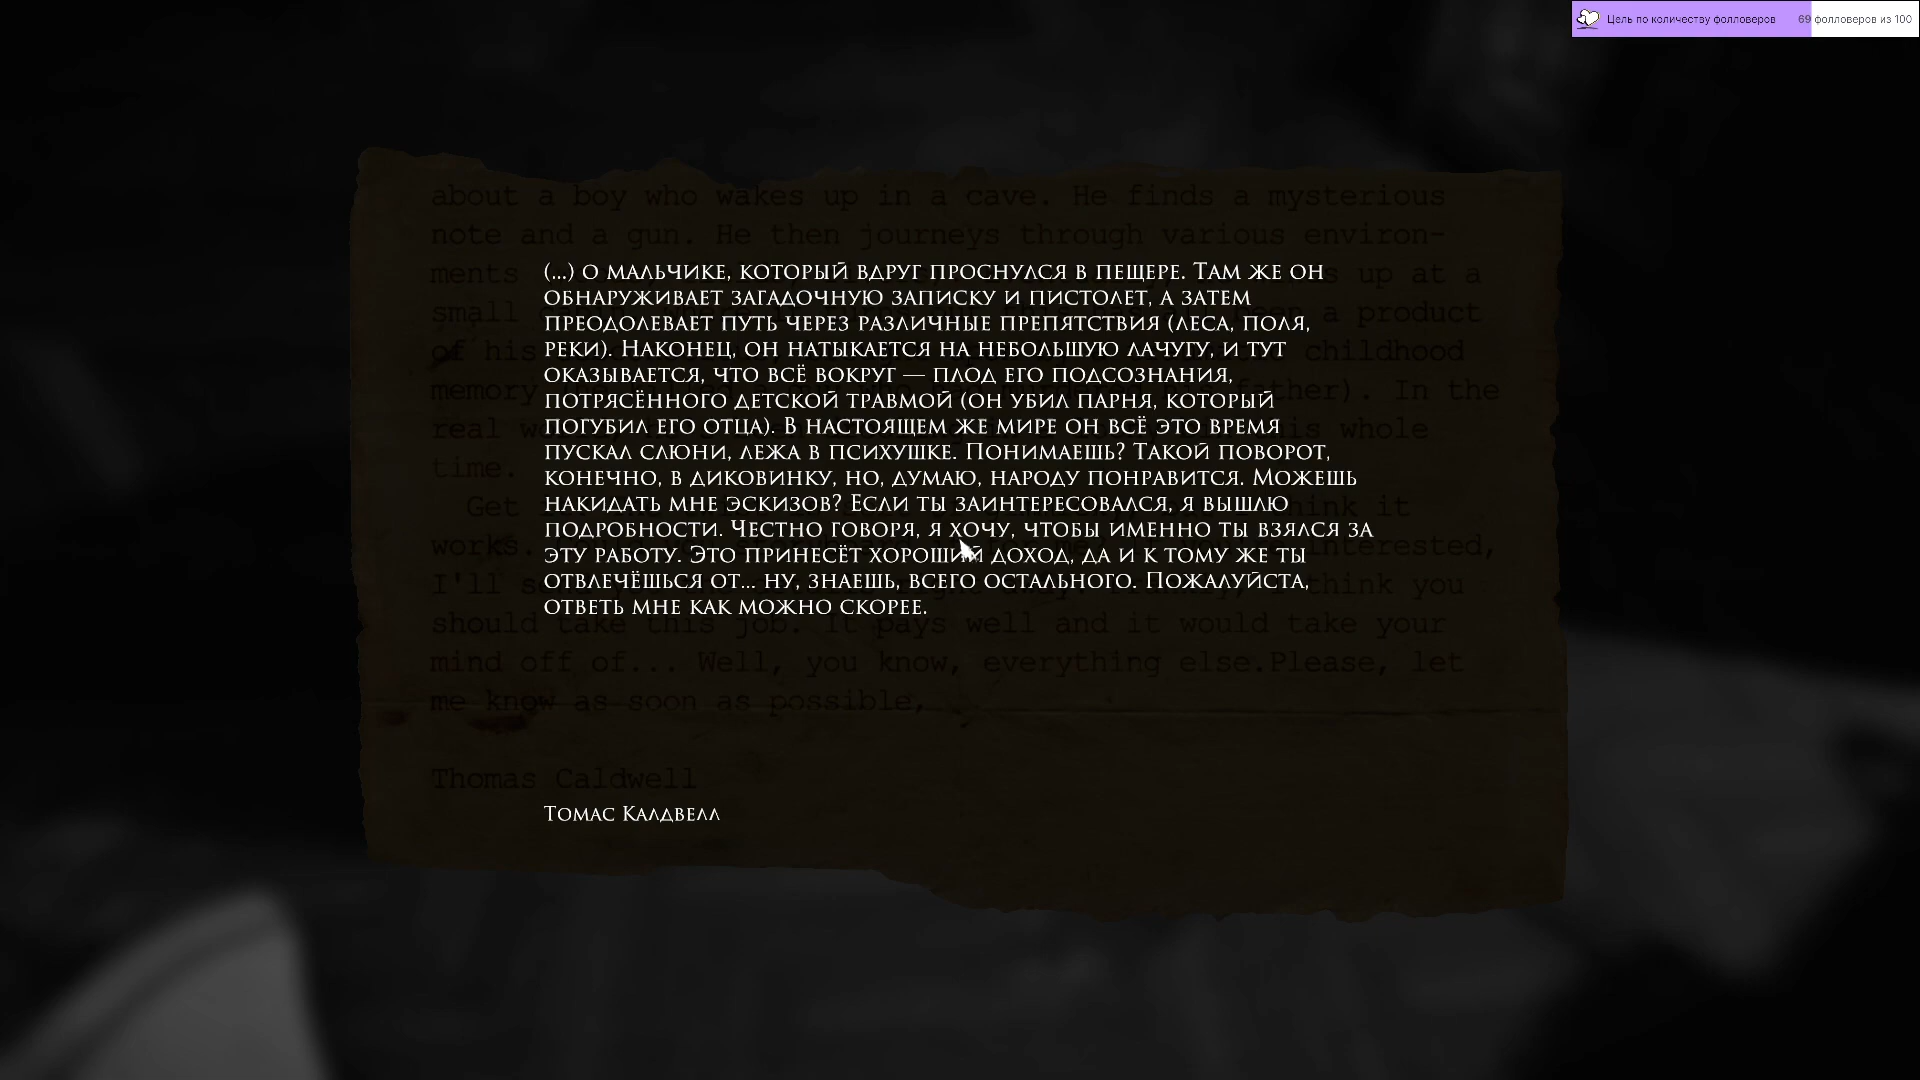 Цель по количеству фолловеров 69 фолловеров из 100
about a boy who wakes up in a cave. He finds a mysterious
note and a gun. He then journeys through various environ-
(...) О МАЛЬЧИКЕ, КОТОРЫЙ ВДРУГ ПРОСНУЛСЯ В ПЕЩЕРЕ. ТАМ ЖЕ ОН
ОБНАРУЖИВАЕТ ЗАГАДОЧНУЮ ЗАПИСКУ И ПИСТОЛЕТ, А ЗАТЕМ
ПРЕОДОЛЕВАЕТ ПУТЬ ЧЕРЕЗ РАЗЛИЧНЫЕ ПРЕПЯТСТВИЯ (ЛЕСА, ПОЛЯ,
РЕКИ). НАКОНЕЦ, ОН НАТЫКАЕТСЯ НА НЕБОЛЬШУЮ ЛАЧУГУ, И ТУТ
ОКАЗЫВАЕТСЯ, ЧТО ВСЁ ВОКРУГ — ПЛОД ЕГО ПОДСОЗНАНИЯ,
ПОТРЯСЁННОГО ДЕТСКОЙ ТРАВМОЙ (ОН УБИЛ ПАРНЯ, КОТОРЫЙ
ПОГУБИЛ ЕГО ОТЦА). В НАСТОЯЩЕМ ЖЕ МИРЕ ОН ВСЁ ЭТО ВРЕМЯ
ПУСКАЛ СЛЮНИ, ЛЕЖА В ПСИХУШКЕ. ПОНИМАЕШЬ? ТАКОЙ ПОВОРОТ,
КОНЕЧНО, В ДИКОВИНКУ, НО, ДУМАЮ, НАРОДУ ПОНРАВИТСЯ. МОЖЕШЬ
НАКИДАТЬ МНЕ ЭСКИЗОВ? ЕСЛИ ТЫ ЗАИНТЕРЕСОВАЛСЯ, Я ВЫШЛЮ
ПОДРОБНОСТИ. ЧЕСТНО ГОВОРЯ, Я ХОЧУ, ЧТОБЫ ИМЕННО ТЫ ВЗЯЛСЯ ЗА
ЭТУ РАБОТУ. ЭТО ПРИНЕСЁТ ХОРОШИЙ ДОХОД, ДА И К ТОМУ ЖЕ ТЫ
ОТВЛЕЧЁШЬСЯ ОТ... НУ, ЗНАЕШЬ, ВСЕГО ОСТАЛЬНОГО. ПОЖАЛУЙСТА,
ОТВЕТЬ МНЕ КАК МОЖНО СКОРЕЕ.
should take this job. It pays well and it would take your
mind off of... Well, you know, everything else.Please, let
me know as soon as possible,
Thomas Caldwell
ТОМАС КАЛДВЕЛЛ